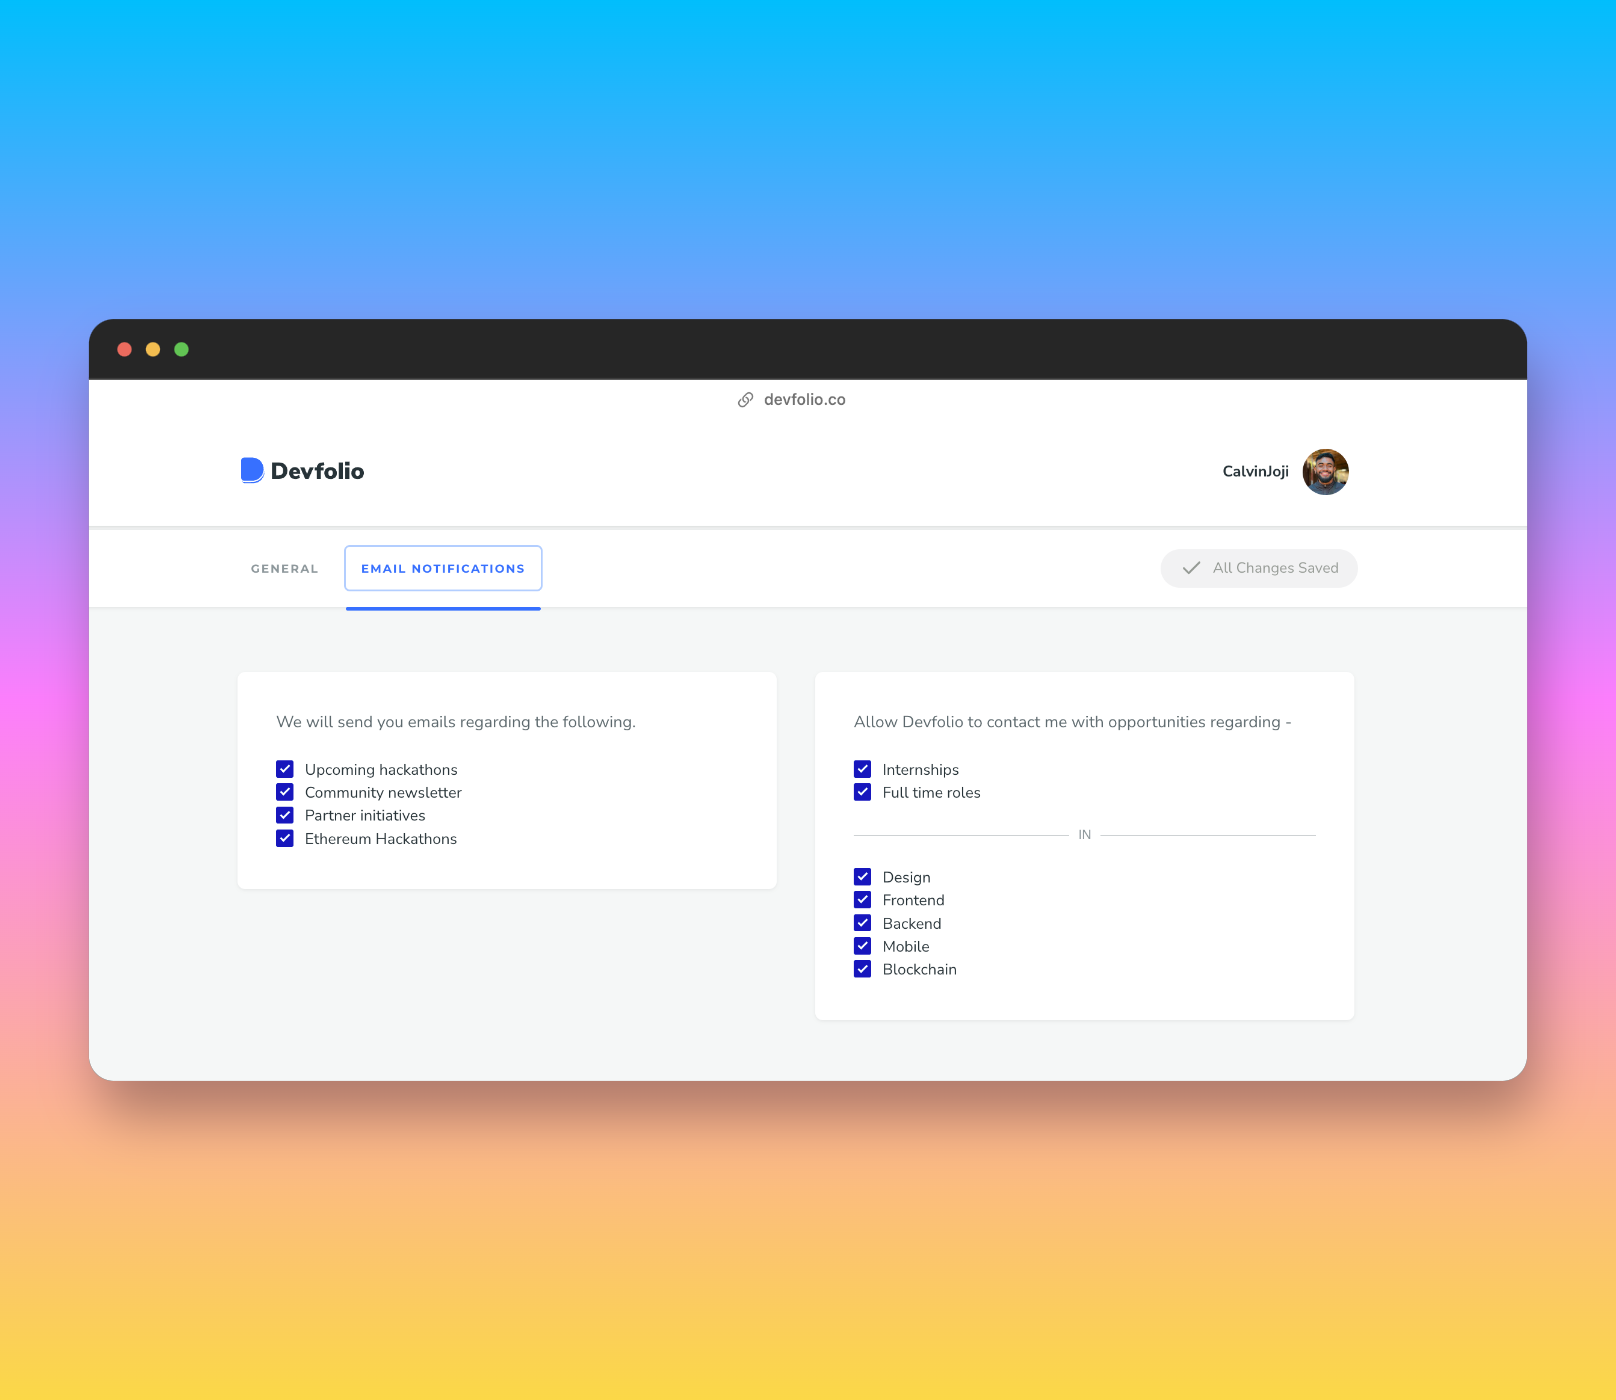 devfolio.co
Devfolio
CalvinJoji
GENERAL
EMAIL NOTIFICATIONS
All Changes Saved
We will send you emails regarding the following.
Upcoming hackathons
Community newsletter
Partner initiatives
Ethereum Hackathons
Allow Devfolio to contact me with opportunities regarding -
Internships
Full time roles
IN
Design
Frontend
Backend
Mobile
Blockchain